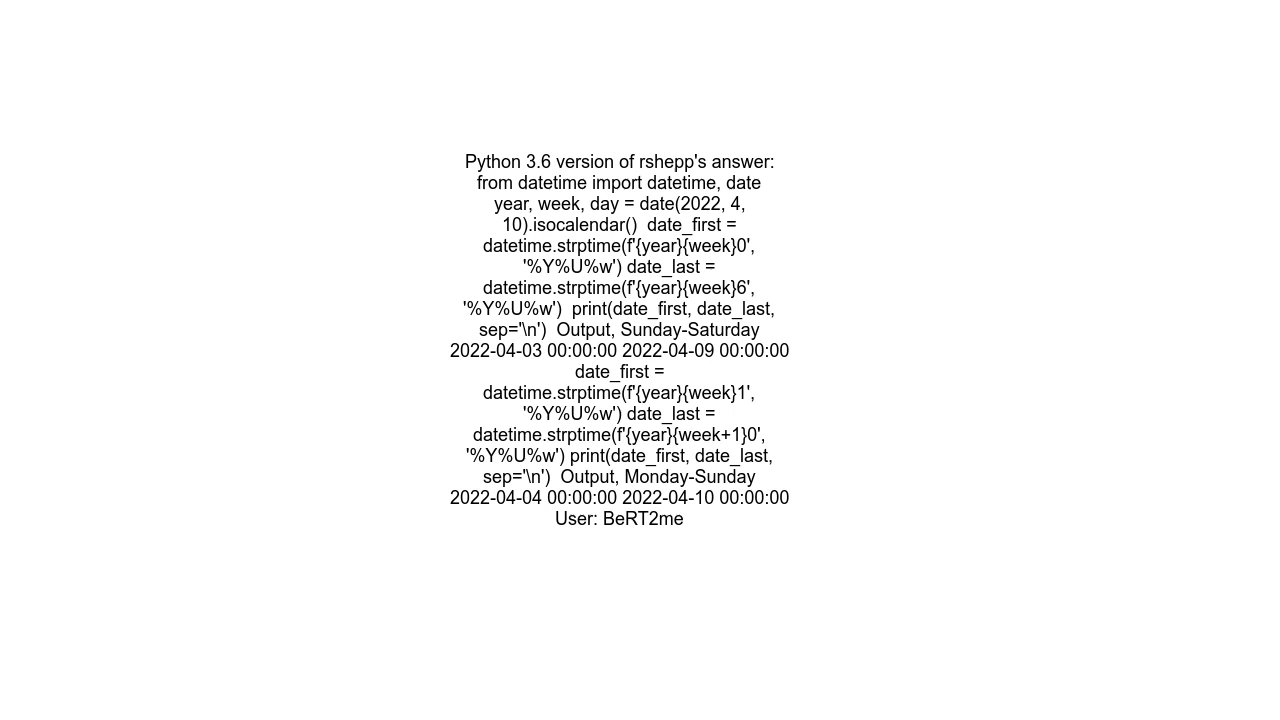 Python 3.6 version of rshepp's answer:
from datetime import datetime, date
year, week, day = date(2022, 4,
10).isocalendar()  date_first =
datetime.strptime(f'{year}{week}0',
'%Y%U%w') date_last =
datetime.strptime(f'{year}{week}6',
'%Y%U%w')  print(date_first, date_last,
sep='\n')  Output, Sunday-Saturday
2022-04-03 00:00:00 2022-04-09 00:00:00
date_first =
datetime.strptime(f'{year}{week}1',
'%Y%U%w') date_last =
datetime.strptime(f'{year}{week+1}0',
'%Y%U%w') print(date_first, date_last,
sep='\n')  Output, Monday-Sunday
2022-04-04 00:00:00 2022-04-10 00:00:00
User: BeRT2me